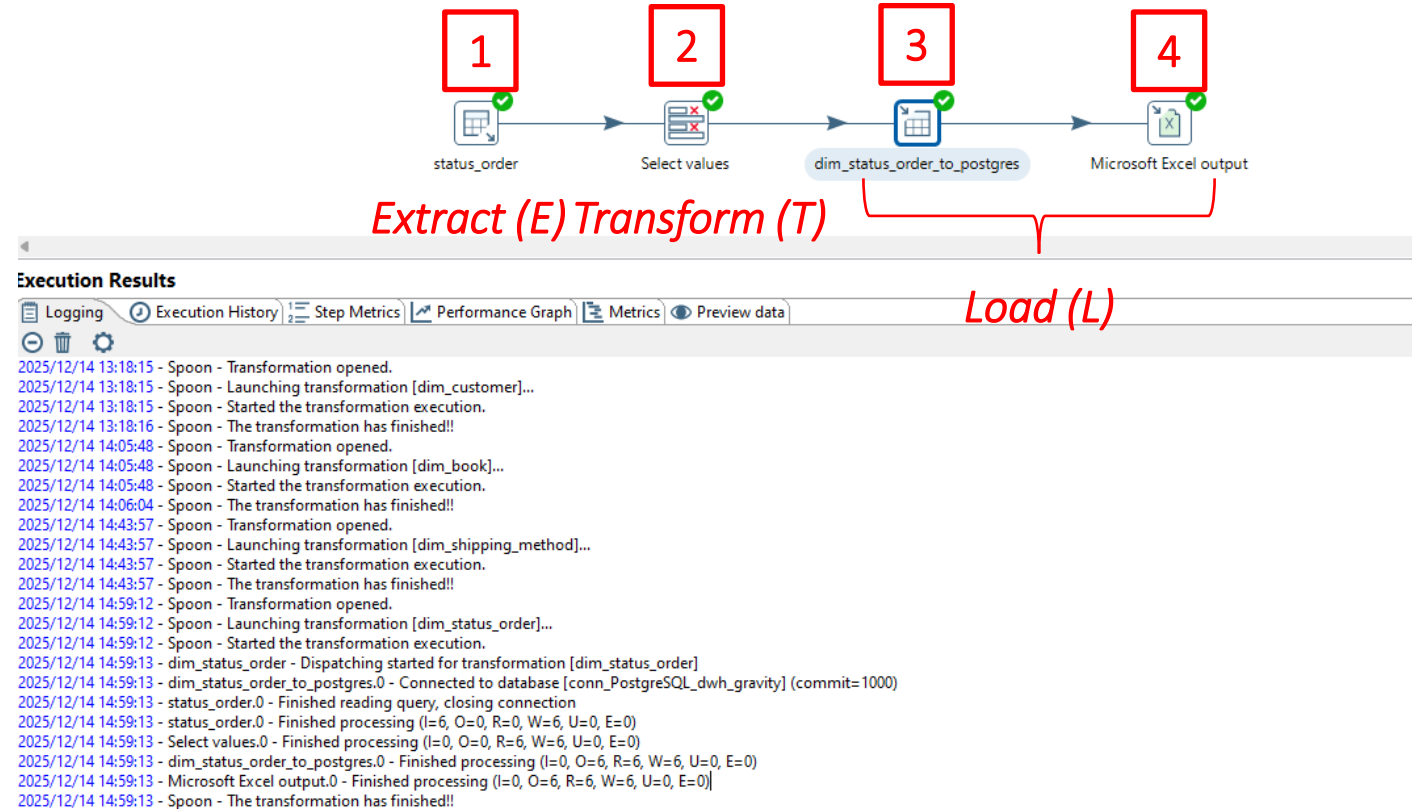 1
2
3
4
status_order
Select values
dim_status_order_to_postgres
Microsoft Excel output
Extract (E) Transform (T)
Load (L)
Execution Results
Logging
Execution History
Step Metrics
Performance Graph
Metrics
Preview data
2025/12/14 13:18:15 - Spoon - Transformation opened.
2025/12/14 13:18:15 - Spoon - Launching transformation [dim_customer]...
2025/12/14 13:18:15 - Spoon - Started the transformation execution.
2025/12/14 13:18:16 - Spoon - The transformation has finished!!
2025/12/14 14:05:48 - Spoon - Transformation opened.
2025/12/14 14:05:48 - Spoon - Launching transformation [dim_book]...
2025/12/14 14:05:48 - Spoon - Started the transformation execution.
2025/12/14 14:06:04 - Spoon - The transformation has finished!!
2025/12/14 14:43:57 - Spoon - Transformation opened.
2025/12/14 14:43:57 - Spoon - Launching transformation [dim_shipping_method]...
2025/12/14 14:43:57 - Spoon - Started the transformation execution.
2025/12/14 14:43:57 - Spoon - The transformation has finished!!
2025/12/14 14:59:12 - Spoon - Transformation opened.
2025/12/14 14:59:12 - Spoon - Launching transformation [dim_status_order]...
2025/12/14 14:59:12 - Spoon - Started the transformation execution.
2025/12/14 14:59:13 - dim_status_order - Dispatching started for transformation [dim_status_order]
2025/12/14 14:59:13 - dim_status_order_to_postgres.0 - Connected to database [conn_PostgreSQL_dwh_gravity] (commit=1000)
2025/12/14 14:59:13 - status_order.0 - Finished reading query, closing connection
2025/12/14 14:59:13 - status_order.0 - Finished processing (I=6, O=0, R=0, W=6, U=0, E=0)
2025/12/14 14:59:13 - Select values.0 - Finished processing (I=0, O=0, R=6, W=6, U=0, E=0)
2025/12/14 14:59:13 - dim_status_order_to_postgres.0 - Finished processing (I=0, O=6, R=6, W=6, U=0, E=0)
2025/12/14 14:59:13 - Microsoft Excel output.0 - Finished processing (I=0, O=6, R=6, W=6, U=0, E=0)
2025/12/14 14:59:13 - Spoon - The transformation has finished!!